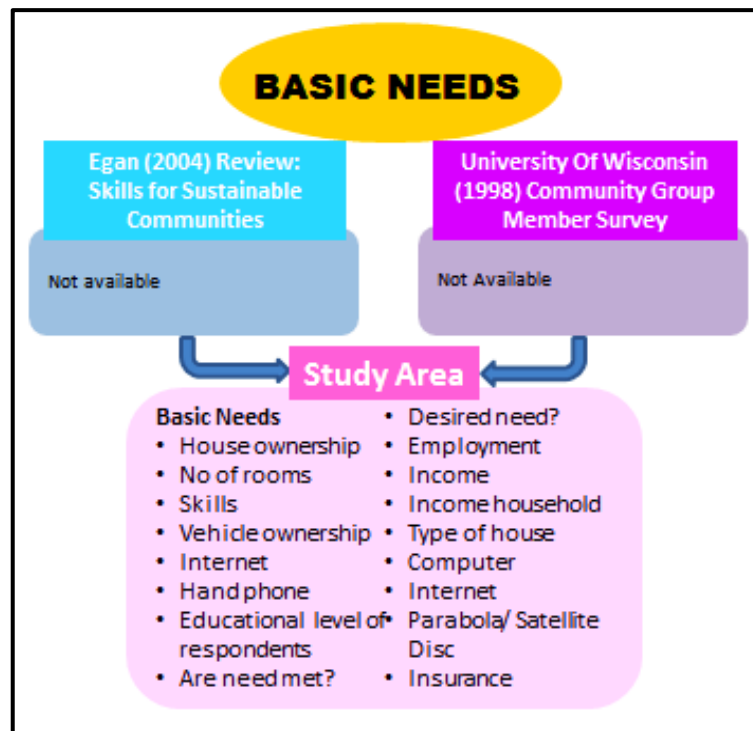 BASIC NEEDS
Egan (2004) Review:
Skills for Sustainable
Communities
Not available
University Of Wisconsin
(1998) Community Group
Member Survey
Not Available
Study Area
Basic Needs
• House ownership
• No of rooms
• Skills
• Vehicle ownership
• Internet
• Hand phone
• Educational level of
respondents
• Are need met?
• Desired need?
• Employment
• Income
• Income household
• Type of house
• Computer
• Internet
• Parabola/ Satellite
Disc
• Insurance